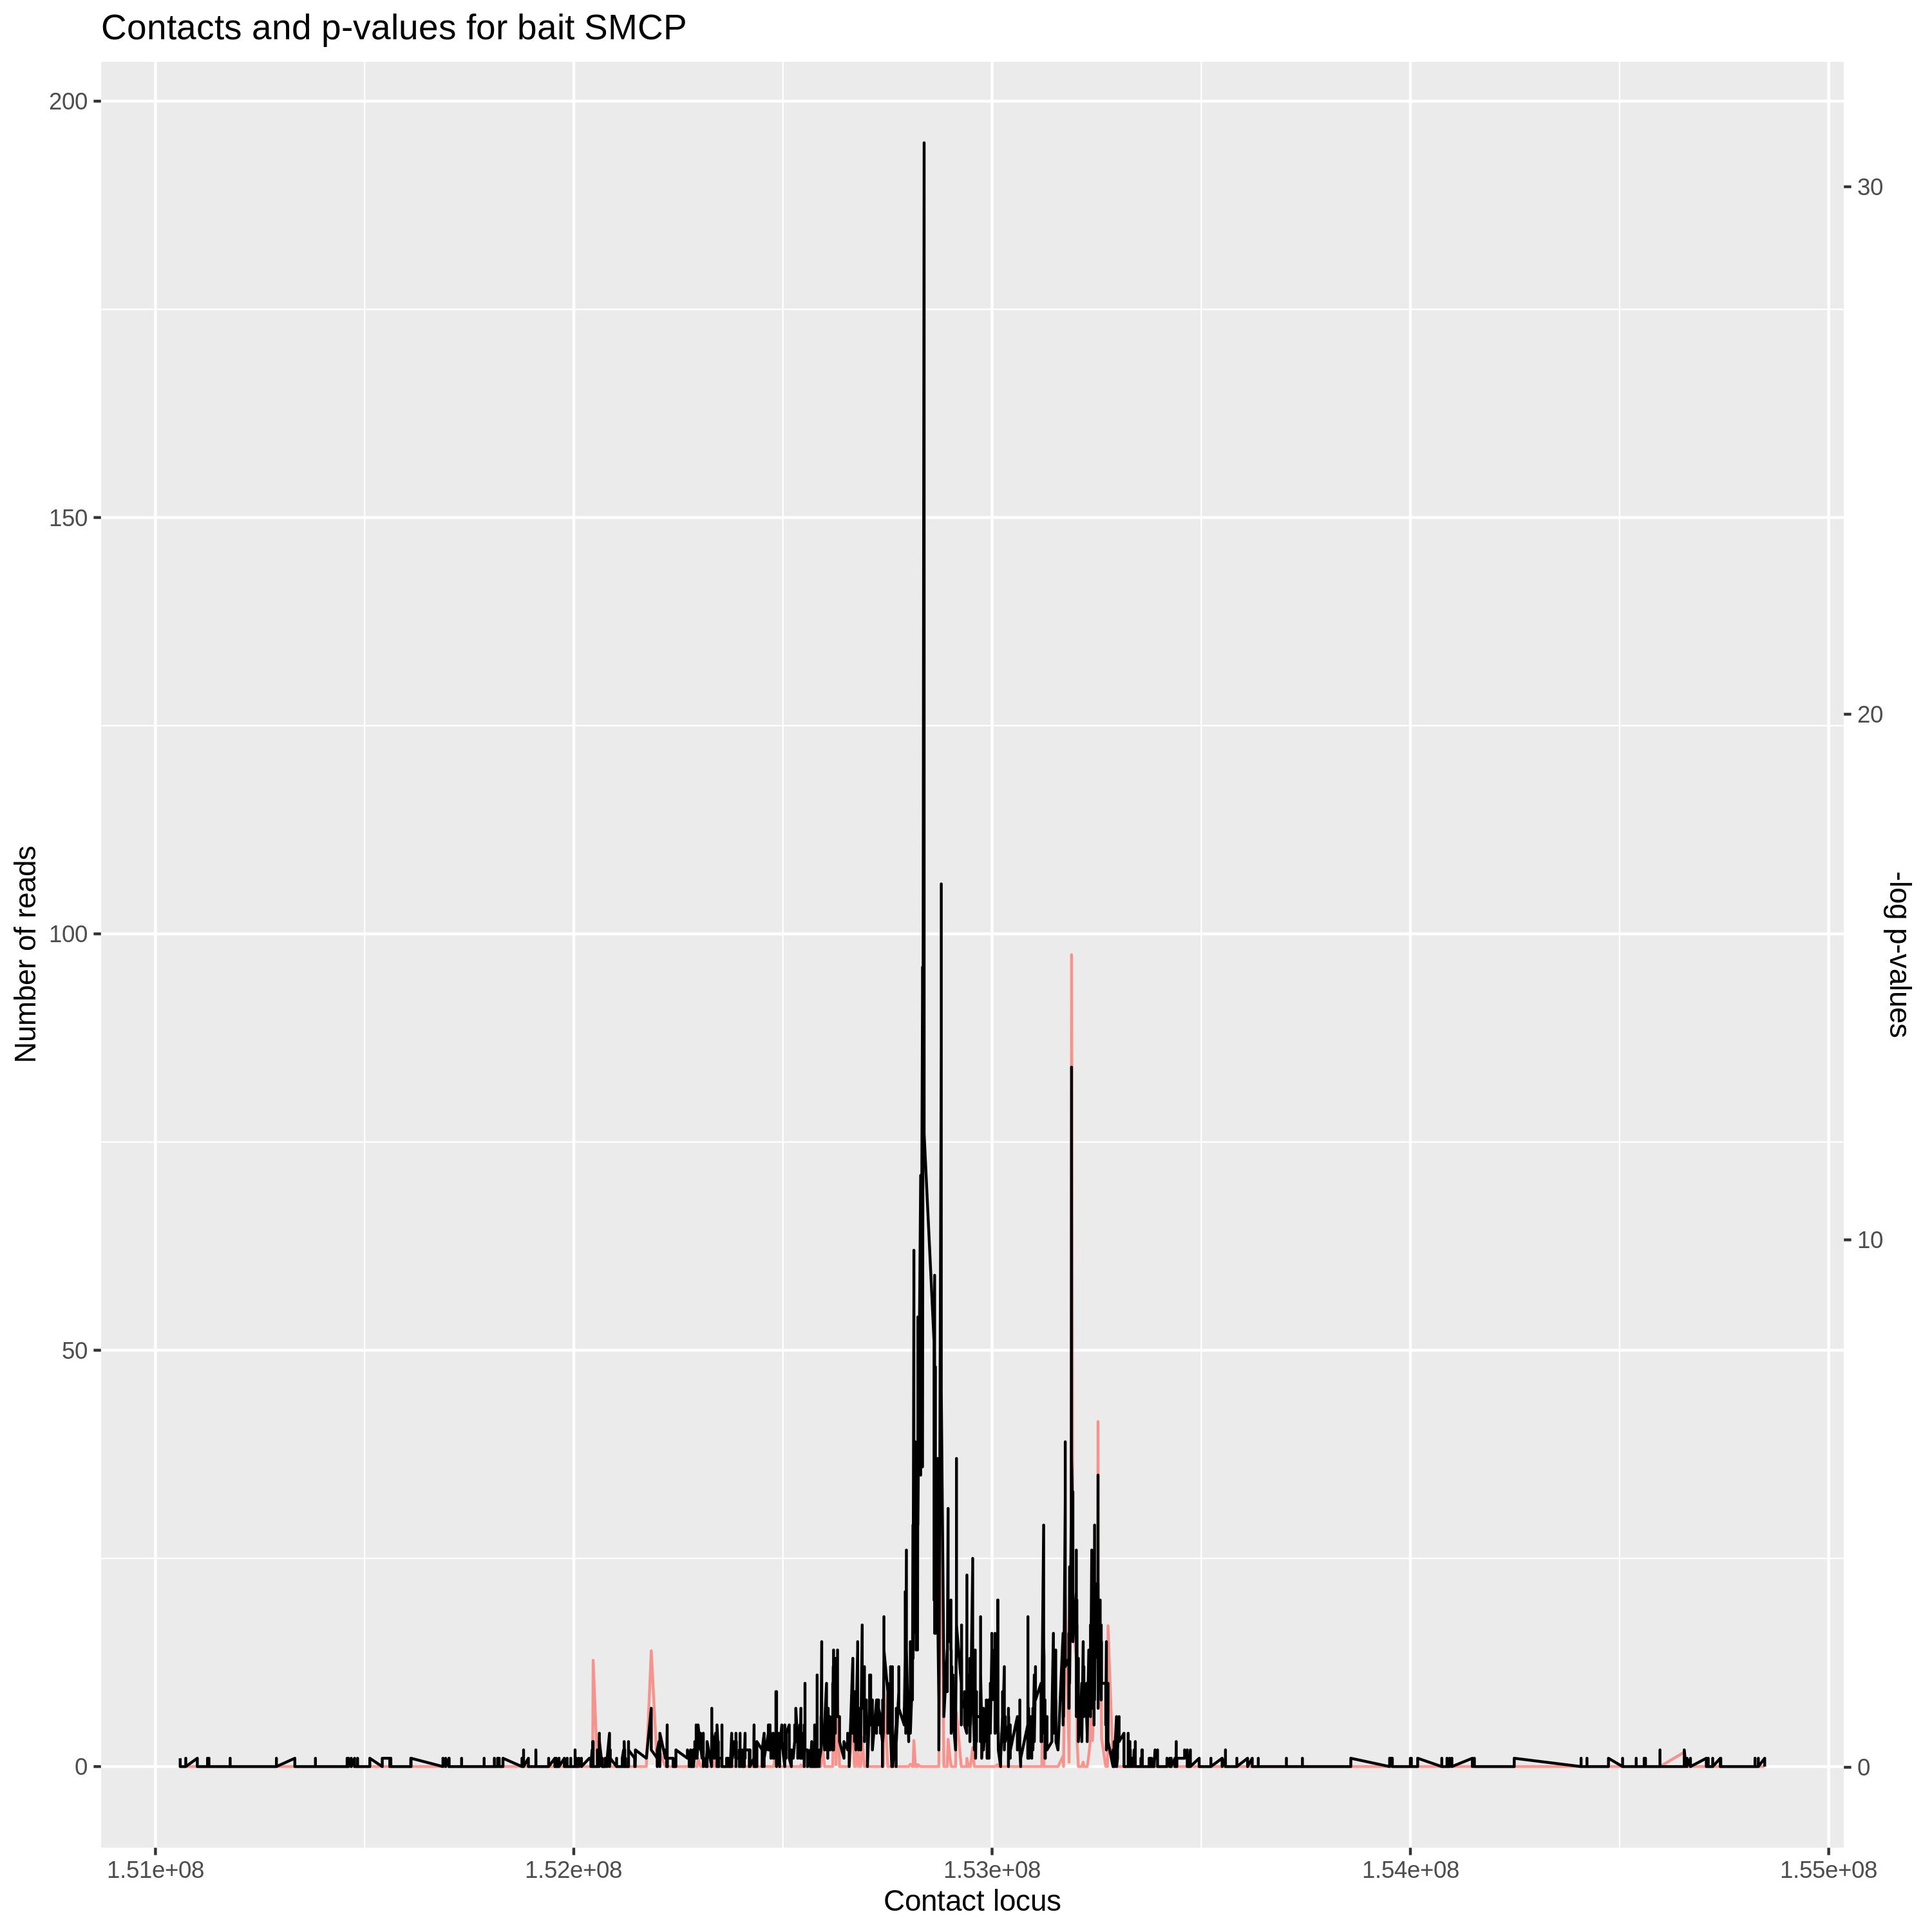 Contacts and p-values for bait SMCP
200
150
100
50
0
Number of reads
30
20
10
0
-log p-values
1.51e+08
1.52e+08
1.53e+08
1.54e+08
1.55e+08
Contact locus